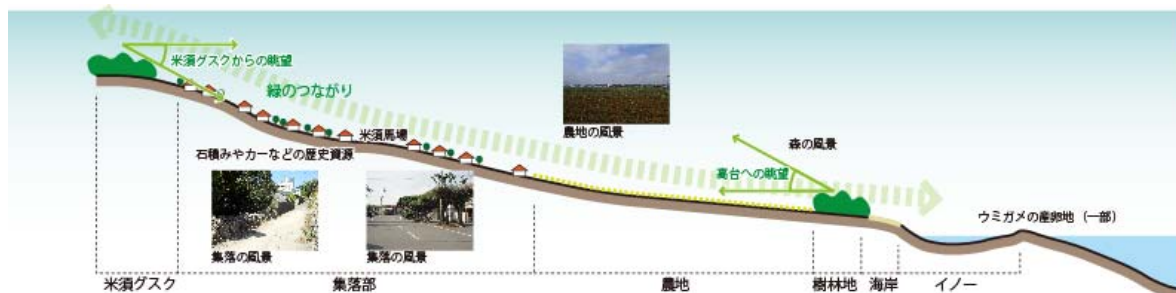 米須グスクからの眺望
緑のつながり
米須馬場
石積みやカーなどの歴史資源
集落の風景
集落の風景
農地の風景
森の風景
高台への眺望
ウミガメの産卵地（一部）
米須グスク
集落部
農地
樹林地
海岸
イノー